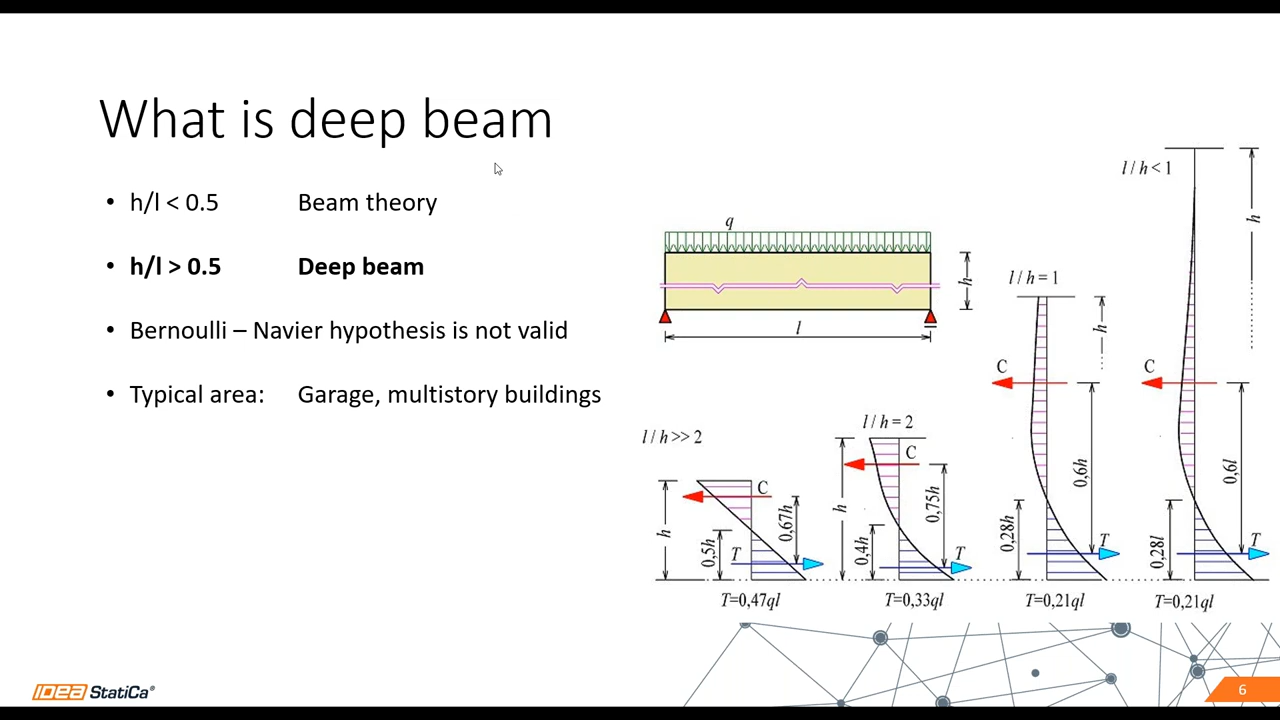 What is deep beam
• h/l < 0.5 Beam theory
• h/l > 0.5 Deep beam
• Bernoulli – Navier hypothesis is not valid
• Typical area: Garage, multistory buildings
q
h
l
l/h>>2
h
0,5h
C
T
0,67h
T=0,47ql
l/h=2
h
0,4h
C
T
0,75h
T=0,33ql
l/h=1
h
C
0,6h
0,28h
T
T=0,21ql
l/h<1
h
C
0,6l
0,28l
T
T=0,21ql
IDEA StatiCa®
6